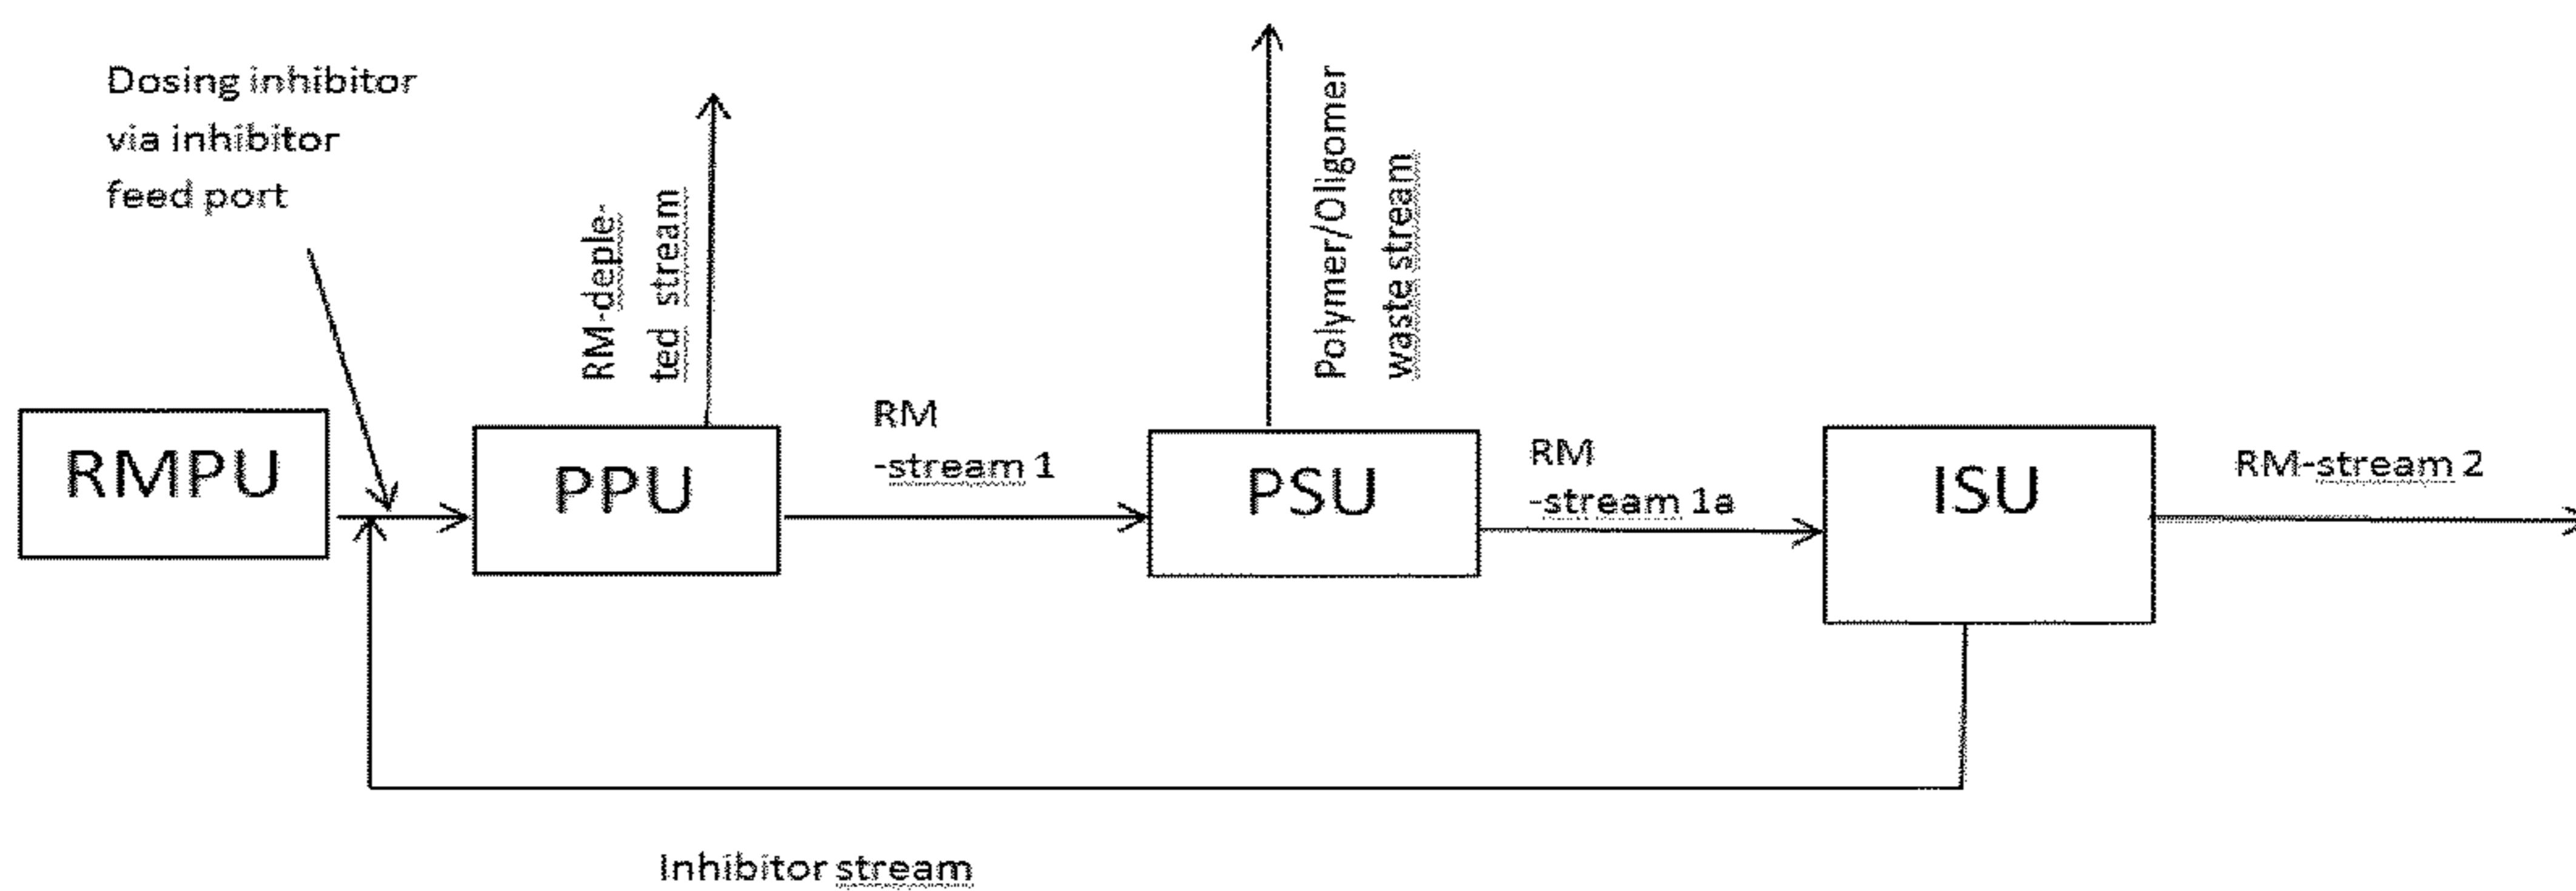 Dosing inhibitor
via inhibitor
feed port
RM-deple-
ted stream
Polymer/Oligomer
waste stream
RMPU
PPU
RM
-stream 1
PSU
RM
-stream 1a
ISU
RM-stream 2
Inhibitor stream